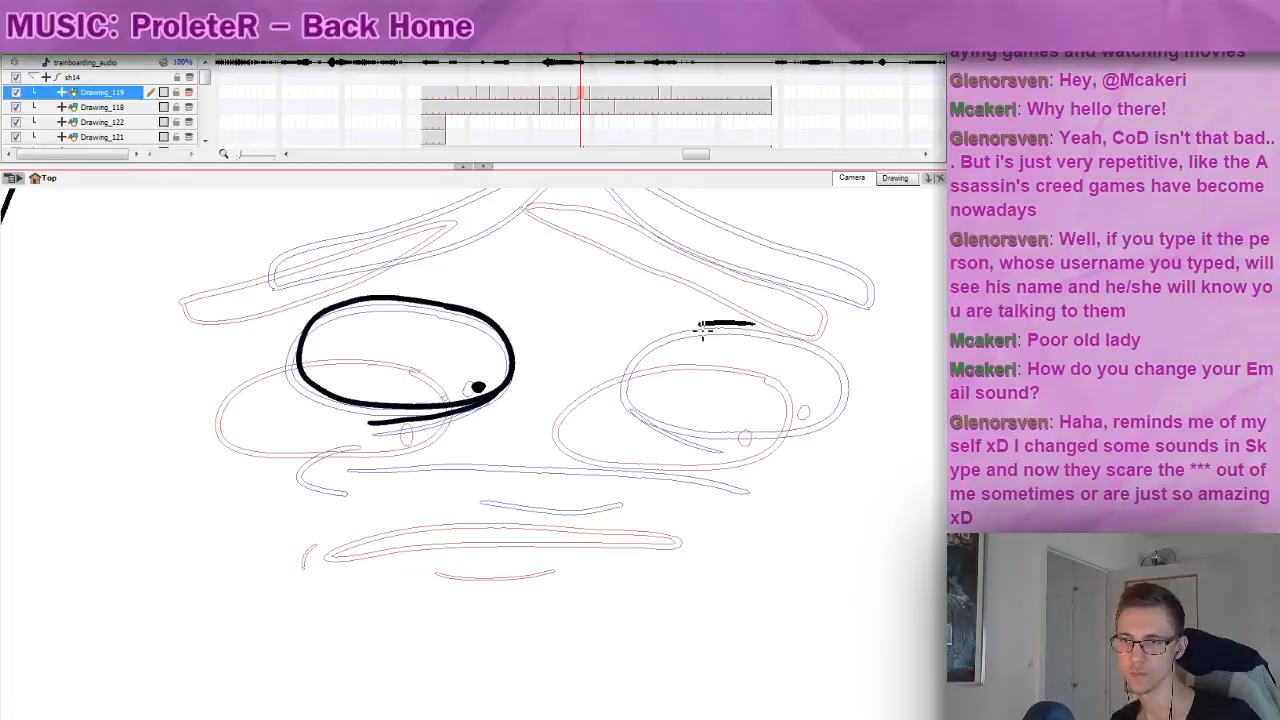 MUSIC: ProleteR – Back Home
aying games and watching movies
Glenorsven: Hey, @Mcakeri
Mcakeri: Why hello there!
Glenorsven: Yeah, CoD isn't that bad..
. But i's just very repetitive, like the A
ssassin's creed games have become
nowadays
Glenorsven: Well, if you type it the pe
rson, whose username you typed, will
see his name and he/she will know yo
u are talking to them
Mcakeri: Poor old lady
Mcakeri: How do you change your Em
ail sound?
Glenorsven: Haha, reminds me of my
self xD I changed some sounds in Sk
ype and now they scare the *** out of
me sometimes or are just so amazing
xD
trainboarding_audio 100%
sh14
Drawing_119
Drawing_118
Drawing_122
Drawing_121
Top
Camera
Drawing